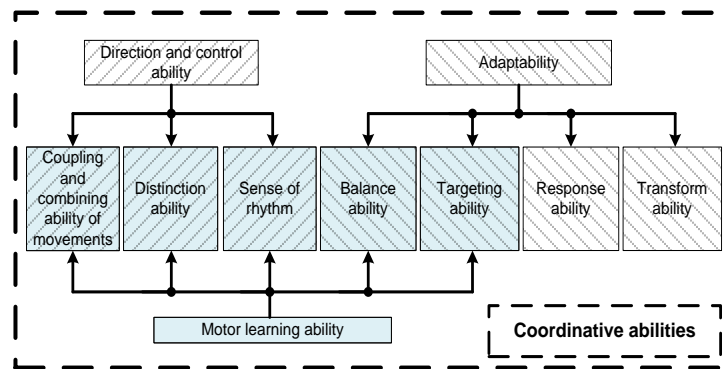 Direction and control
ability
Adaptability
Coupling
and
combining
ability of
movements
Distinction
ability
Sense of
rhythm
Balance
ability
Targeting
ability
Response
ability
Transform
ability
Motor learning ability
Coordinative abilities